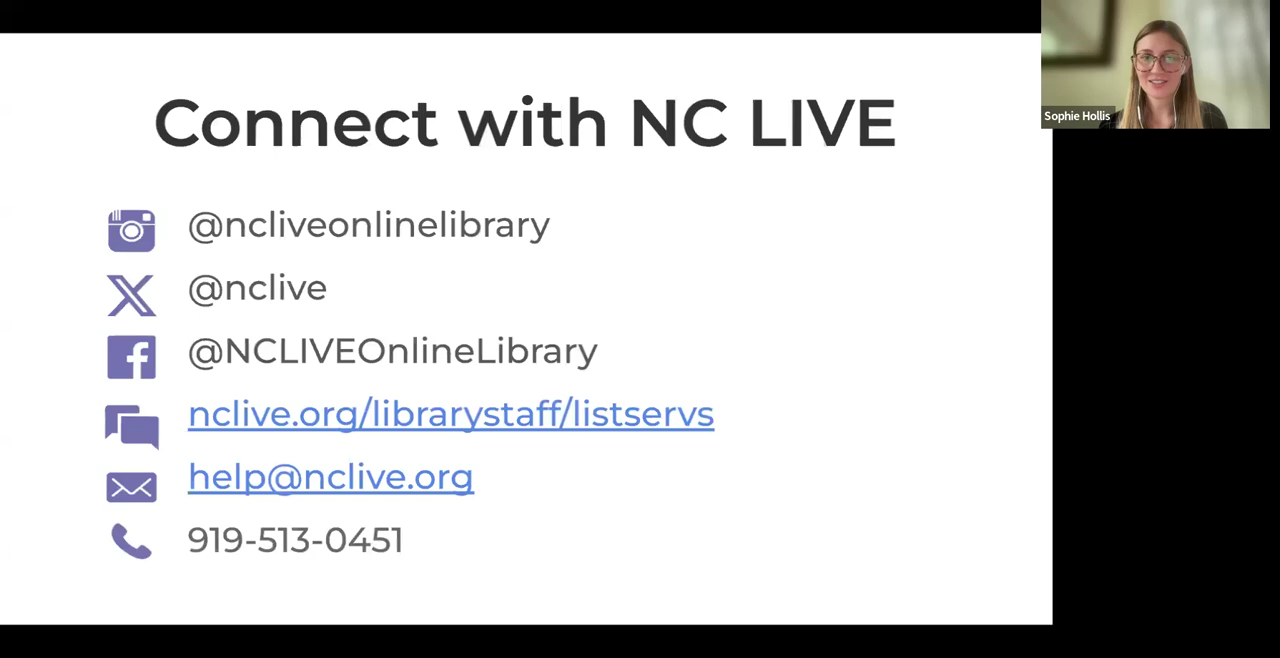 Connect with NC LIVE
@ncliveonlinelibrary
@nclive
@NCLIVEOnlineLibrary
nclive.org/librarystaff/listservs
help@nclive.org
919-513-0451
Sophie Hollis